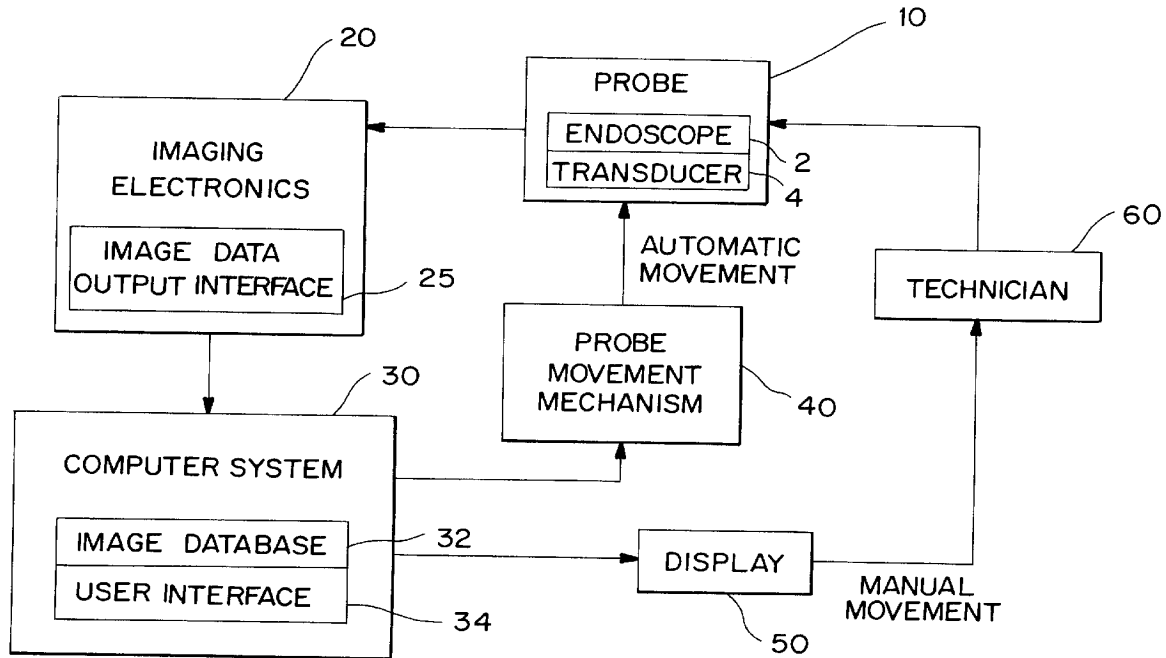 20
10
PROBE
ENDOSCOPE
2
TRANSDUCER
4
IMAGING
ELECTRONICS
IMAGE DATA
OUTPUT INTERFACE
25
AUTOMATIC
MOVEMENT
60
TECHNICIAN
PROBE
MOVEMENT
MECHANISM
40
30
COMPUTER SYSTEM
IMAGE DATABASE
32
USER INTERFACE
34
DISPLAY
50
MANUAL
MOVEMENT